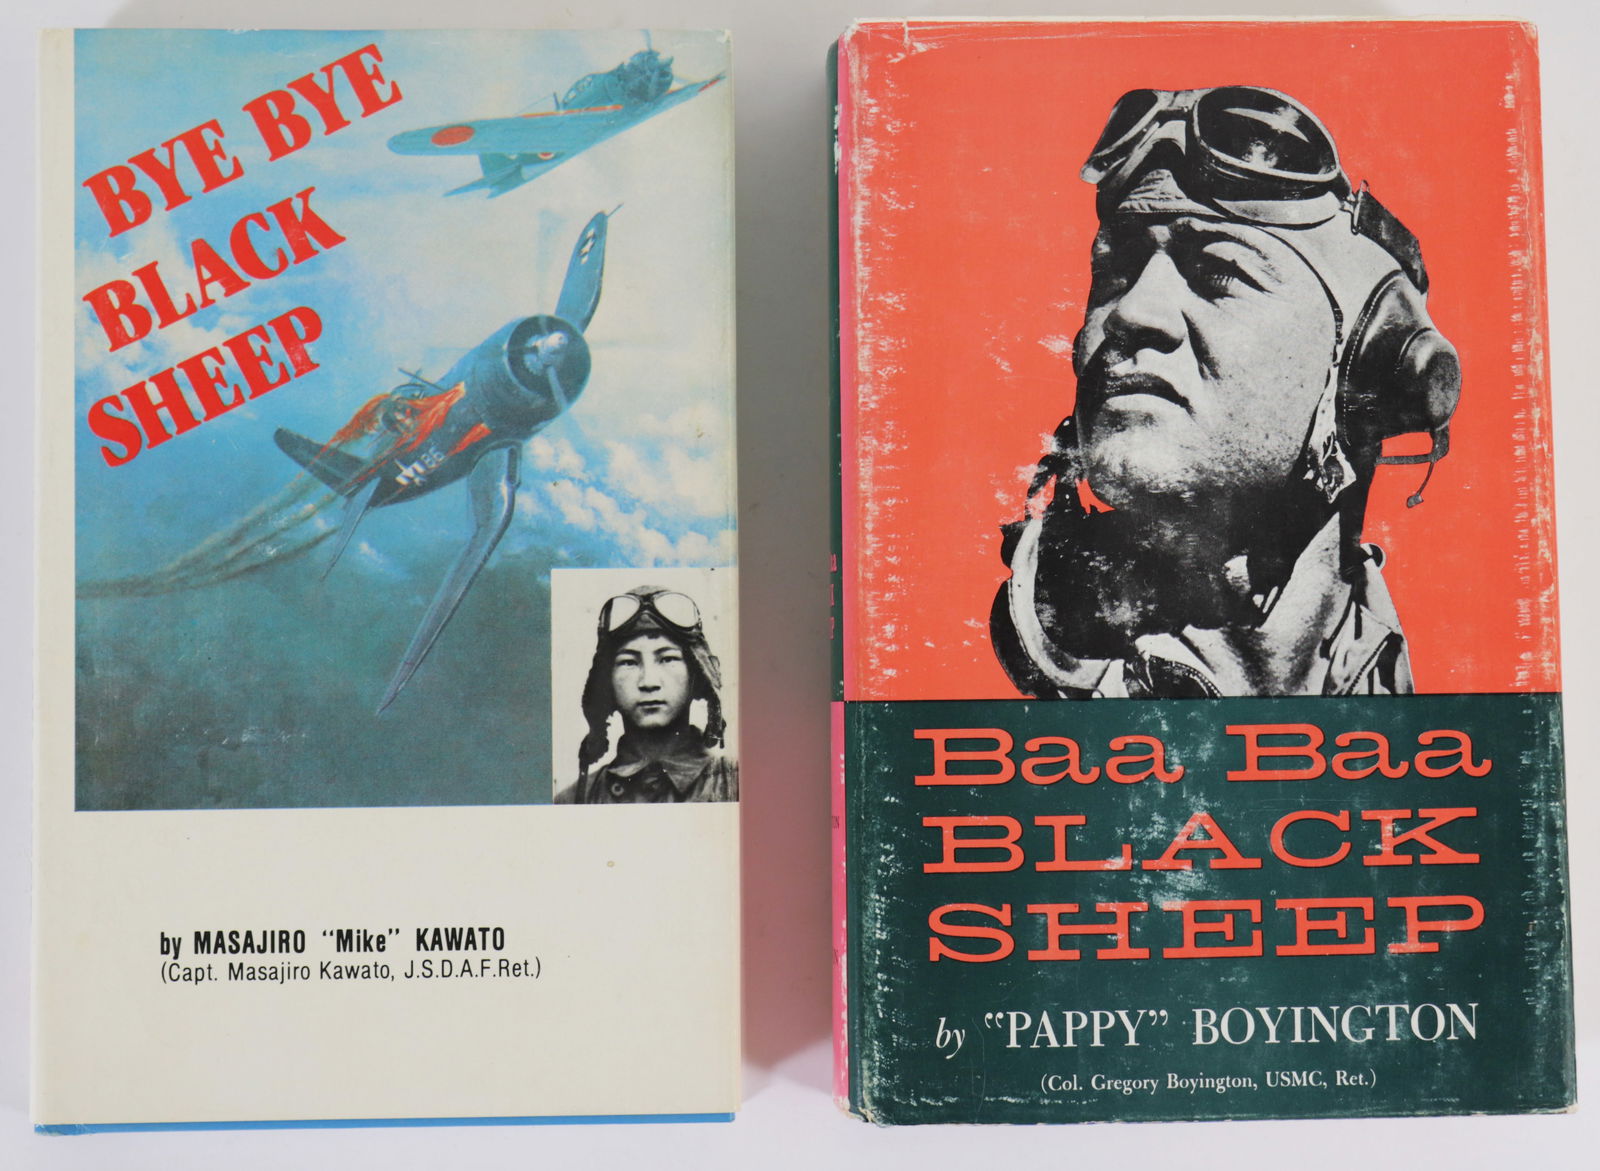 BYE BYE
BLACK
SHEEP
86
by MASAJIRO "Mike" KAWATO
(Capt. Masajiro Kawato, J.S.D.A.F.Ret.)
Baa Baa
BLACK
SHEEP
by “PAPPY” BOYINGTON
(Col. Gregory Boyington, USMC, Ret.)